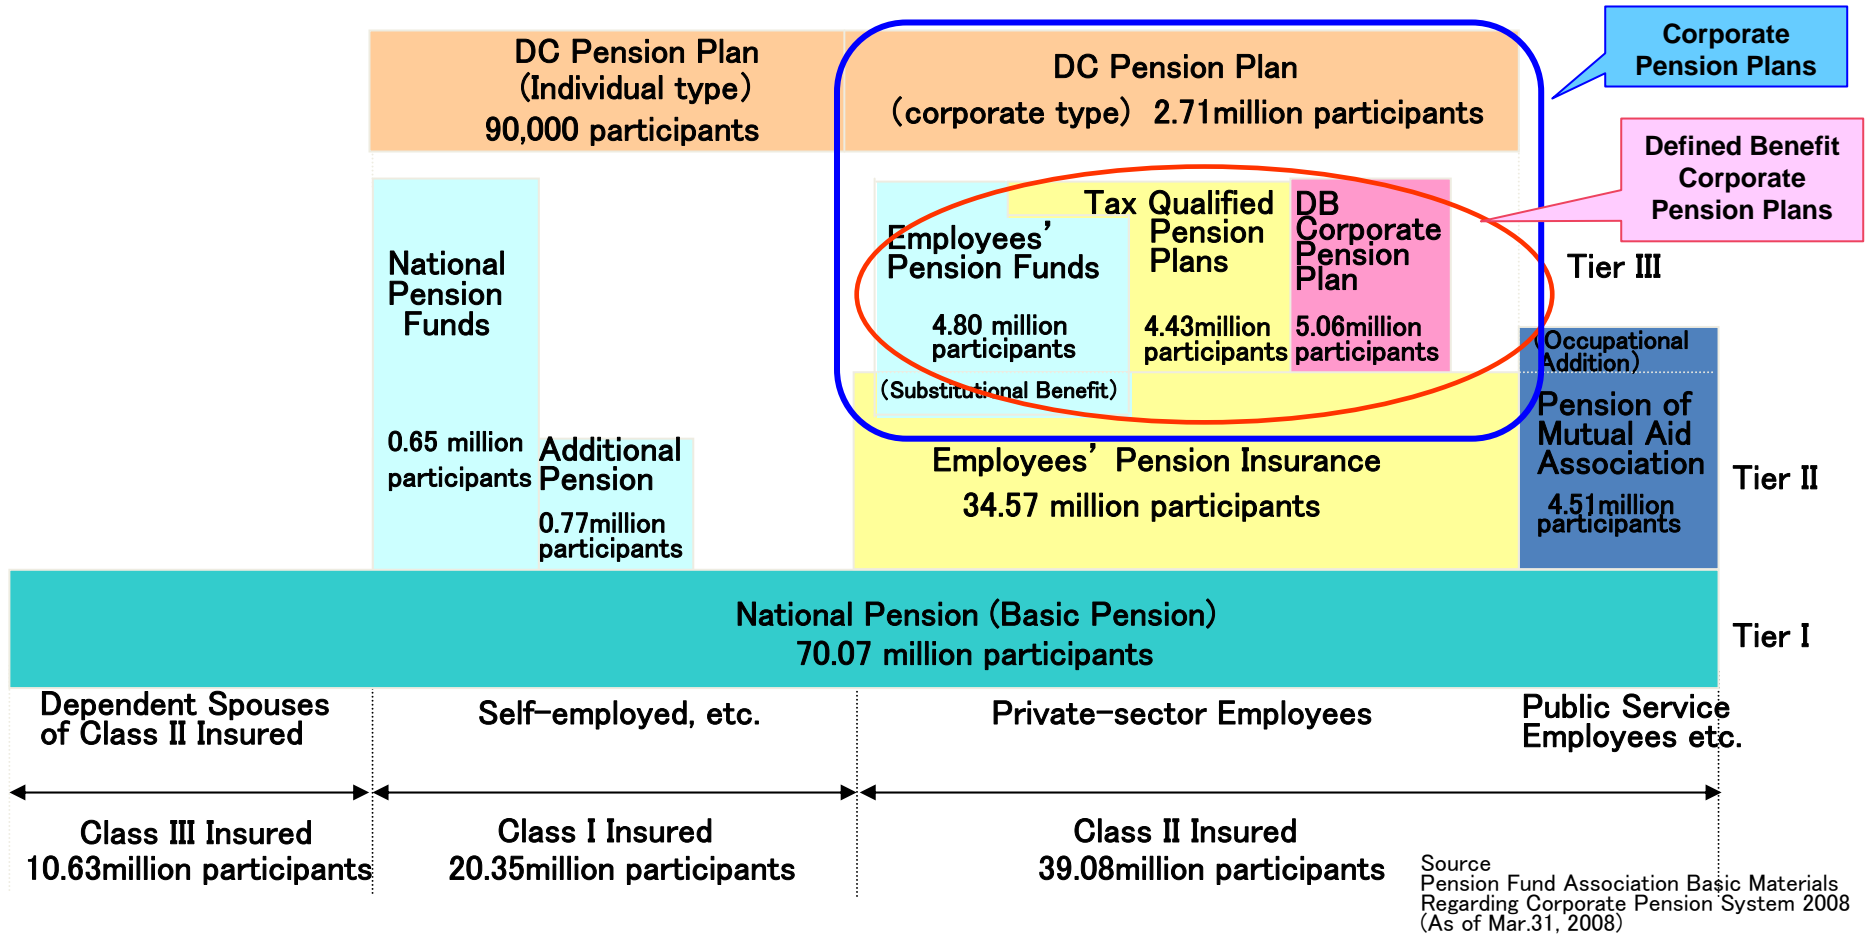 DC Pension Plan
(Individual type)
90,000 participants
DC Pension Plan
(corporate type) 2.71million participants
Corporate
Pension Plans
Defined Benefit
Corporate
Pension Plans
National
Pension
Funds
0.65 million
participants
Additional
Pension
0.77million
participants
Employees’
Pension Funds
4.80 million
participants
(Substitutional Benefit)
Tax Qualified
Pension
Plans
4.43million
participants
DB
Corporate
Pension
Plan
5.06million
participants
Tier III
(Occupational
Addition)
Pension of
Mutual Aid
Association
4.51million
participants
Employees’ Pension Insurance
34.57 million participants
Tier II
National Pension (Basic Pension)
70.07 million participants
Tier I
Dependent Spouses
of Class II Insured
Self-employed, etc.
Private-sector Employees
Public Service
Employees etc.
Class III Insured
10.63million participants
Class I Insured
20.35million participants
Class II Insured
39.08million participants
Source
Pension Fund Association Basic Materials
Regarding Corporate Pension System 2008
(As of Mar.31, 2008)